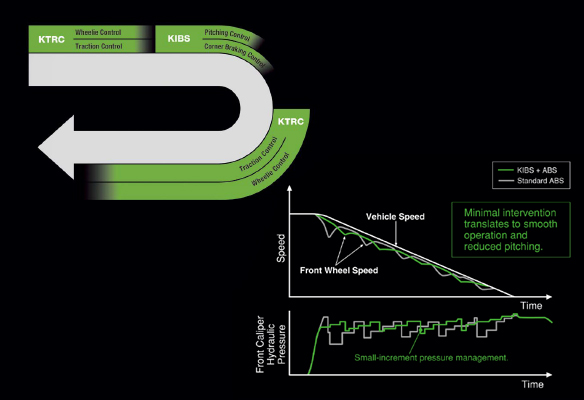 KTRC
Wheelie Control
Traction Control
KIBS
Pitching Control
Corner Braking Control
KTRC
Traction Control
Wheelie Control
KIBS + ABS
Standard ABS
Minimal intervention
translates to smooth
operation and
reduced pitching.
Vehicle Speed
Front Wheel Speed
Speed
Time
Front Caliper
Hydraulic
Pressure
Small-increment pressure management.
Time